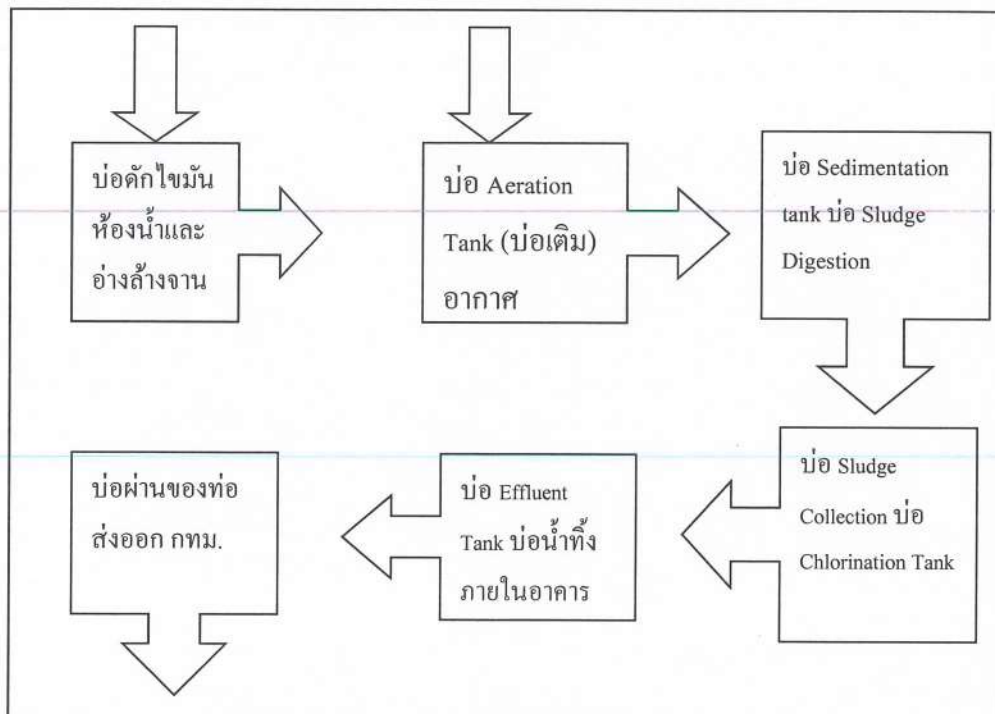 บ่อดักไขมัน
ห้องน้ำและ
อ่างล้างจาน
บ่อ Aeration
Tank (บ่อเติม)
อากาศ
บ่อ Sedimentation
tank บ่อ Sludge
Digestion
บ่อ Sludge
Collection บ่อ
Chlorination Tank
บ่อ Effluent
Tank บ่อน้ำทิ้ง
ภายในอาคาร
บ่อผ่านของท่อ
ส่งออก กทม.